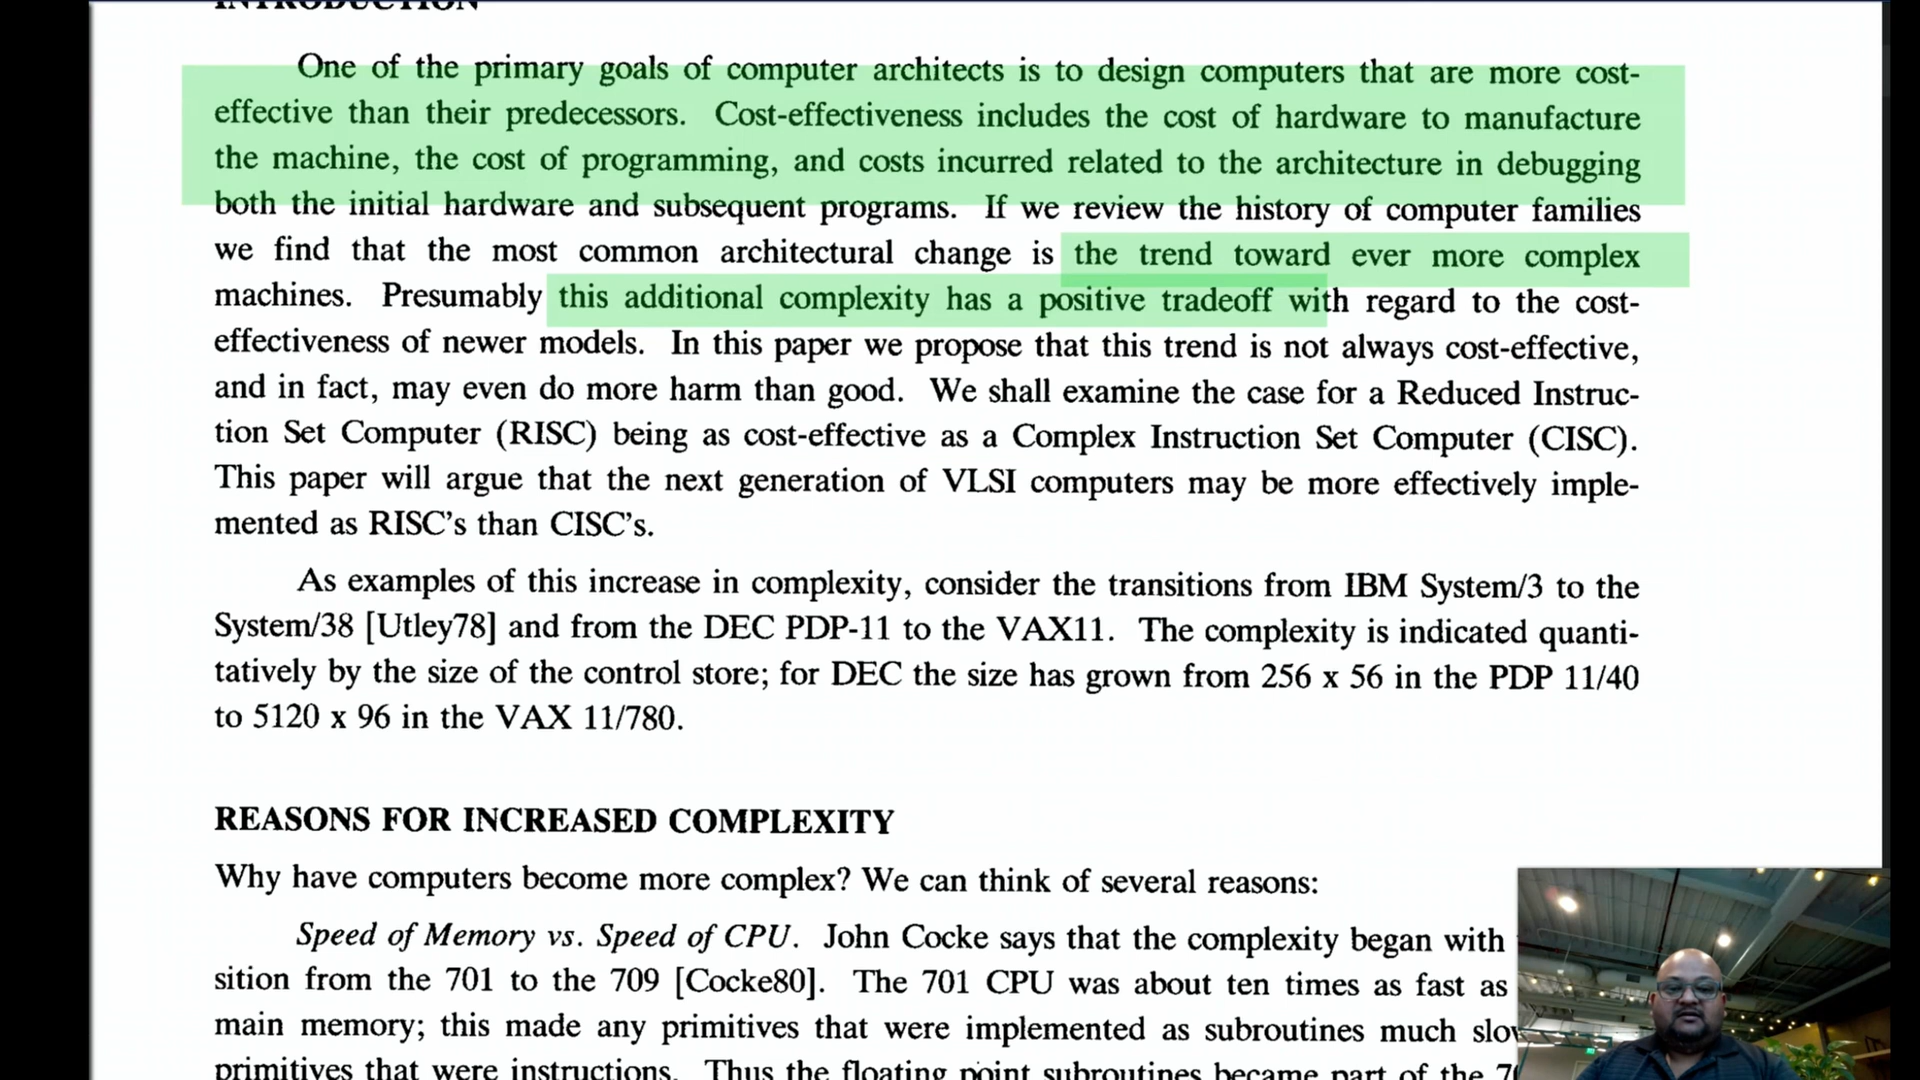 INTRODUCTION
One of the primary goals of computer architects is to design computers that are more cost-
effective than their predecessors. Cost-effectiveness includes the cost of hardware to manufacture
the machine, the cost of programming, and costs incurred related to the architecture in debugging
both the initial hardware and subsequent programs. If we review the history of computer families
we find that the most common architectural change is the trend toward ever more complex
machines. Presumably this additional complexity has a positive tradeoff with regard to the cost-
effectiveness of newer models. In this paper we propose that this trend is not always cost-effective,
and in fact, may even do more harm than good. We shall examine the case for a Reduced Instruc-
tion Set Computer (RISC) being as cost-effective as a Complex Instruction Set Computer (CISC).
This paper will argue that the next generation of VLSI computers may be more effectively imple-
mented as RISC's than CISC's.
As examples of this increase in complexity, consider the transitions from IBM System/3 to the
System/38 [Utley78] and from the DEC PDP-11 to the VAX11. The complexity is indicated quanti-
tatively by the size of the control store; for DEC the size has grown from 256 x 56 in the PDP 11/40
to 5120 x 96 in the VAX 11/780.
REASONS FOR INCREASED COMPLEXITY
Why have computers become more complex? We can think of several reasons:
Speed of Memory vs. Speed of CPU. John Cocke says that the complexity began with
sition from the 701 to the 709 [Cocke80]. The 701 CPU was about ten times as fast as
main memory; this made any primitives that were implemented as subroutines much
primitives that were instructions. Thus the floating point subroutines became part of the